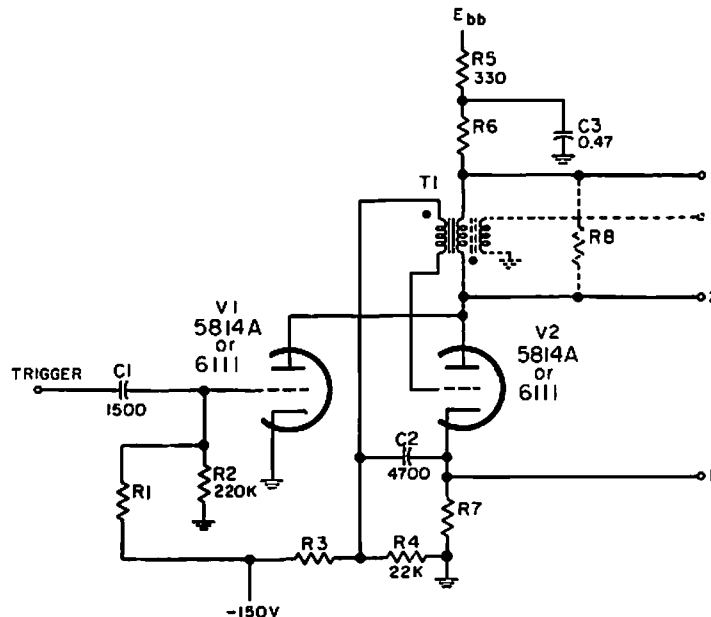 Ebb
R5
330
R6
C3
0.47
T1
R8
2
V1
5814A
or
6111
V2
5814A
or
6111
TRIGGER
C1
1500
C2
4700
R1
R2
220K
R3
R4
22K
R7
-150V